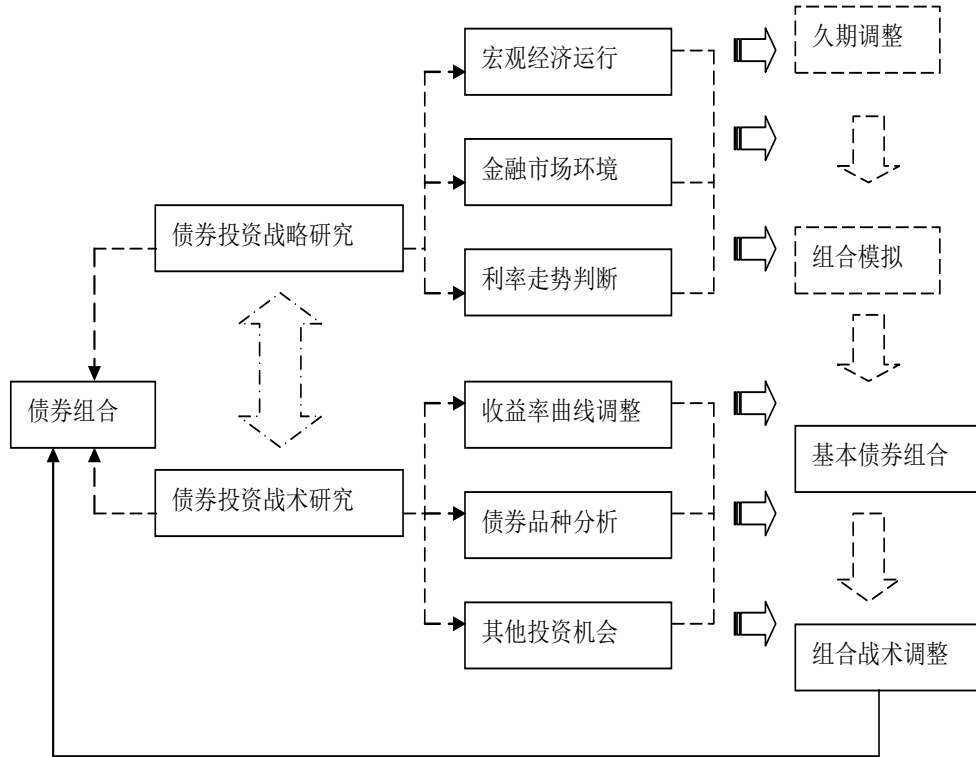 宏观经济运行
久期调整
金融市场环境
债券投资战略研究
组合模拟
利率走势判断
债券组合
收益率曲线调整
基本债券组合
债券投资战术研究
债券品种分析
其他投资机会
组合战术调整